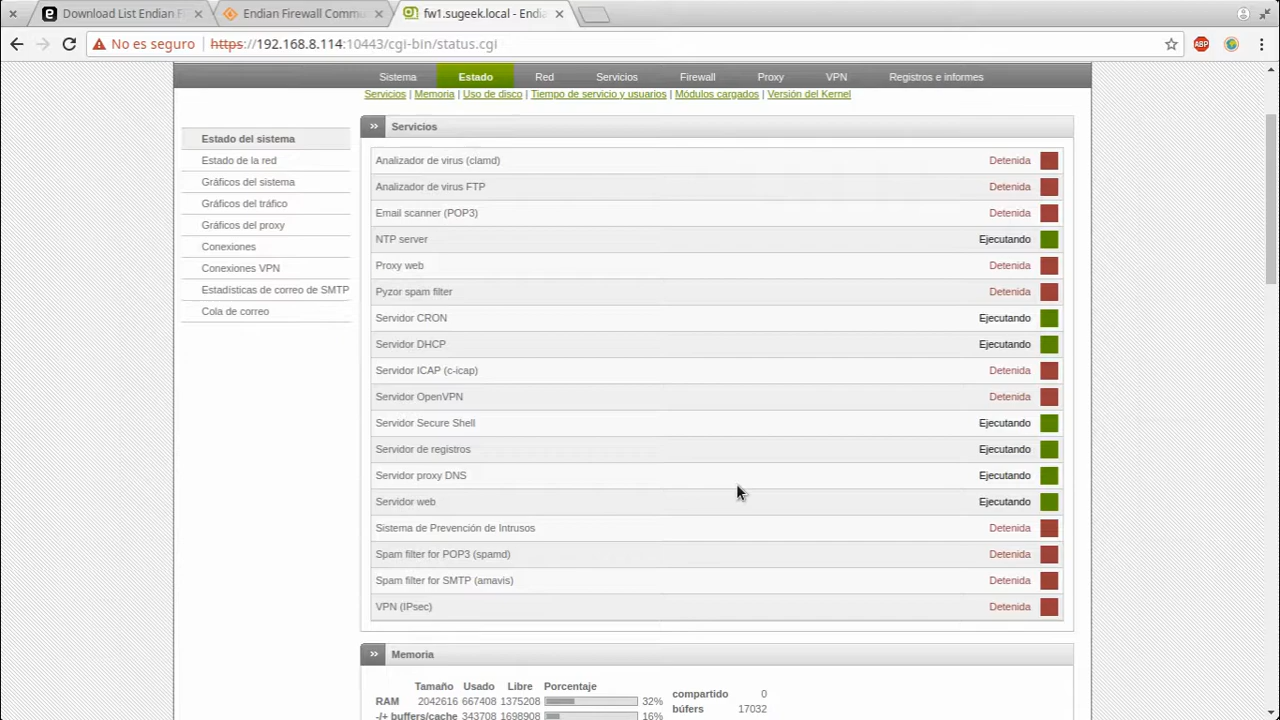 Download List Endian Fi
Endian Firewall Commu
fw1.sugeek.local - Endia
No es seguro
https://192.168.8.114:10443/cgi-bin/status.cgi
ABP
Sistema
Estado
Red
Servicios
Firewall
Proxy
VPN
Registros e informes
Servicios | Memoria | Uso de disco | Tiempo de servicio y usuarios | Módulos cargados | Versión del Kernel
Estado del sistema
Estado de la red
Gráficos del sistema
Gráficos del tráfico
Gráficos del proxy
Conexiones
Conexiones VPN
Estadísticas de correo de SMTP
Cola de correo
Servicios
Analizador de virus (clamd) Detenida
Analizador de virus FTP Detenida
Email scanner (POP3) Detenida
NTP server Ejecutando
Proxy web Detenida
Pyzor spam filter Detenida
Servidor CRON Ejecutando
Servidor DHCP Ejecutando
Servidor ICAP (c-icap) Detenida
Servidor OpenVPN Detenida
Servidor Secure Shell Ejecutando
Servidor de registros Ejecutando
Servidor proxy DNS Ejecutando
Servidor web Ejecutando
Sistema de Prevención de Intrusos Detenida
Spam filter for POP3 (spamd) Detenida
Spam filter for SMTP (amavis) Detenida
VPN (IPsec) Detenida
Memoria
Tamaño Usado Libre Porcentaje
RAM 2042616 667408 1375208 32%
-/+ buffers/cache 343708 1698908 16%
compartido 0
búfers 17032